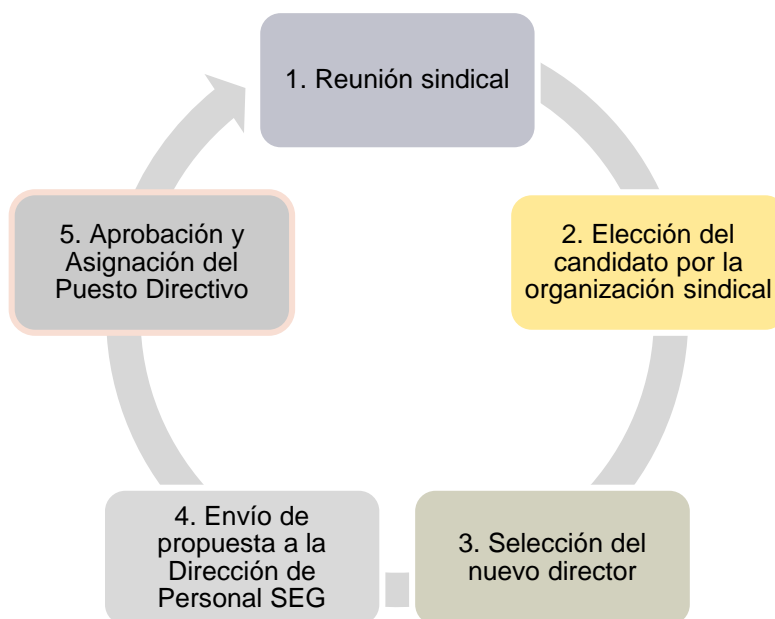 1. Reunión sindical
2. Elección del
candidato por la
organización sindical
3. Selección del
nuevo director
4. Envío de
propuesta a la
Dirección de
Personal SEG
5. Aprobación y
Asignación del
Puesto Directivo